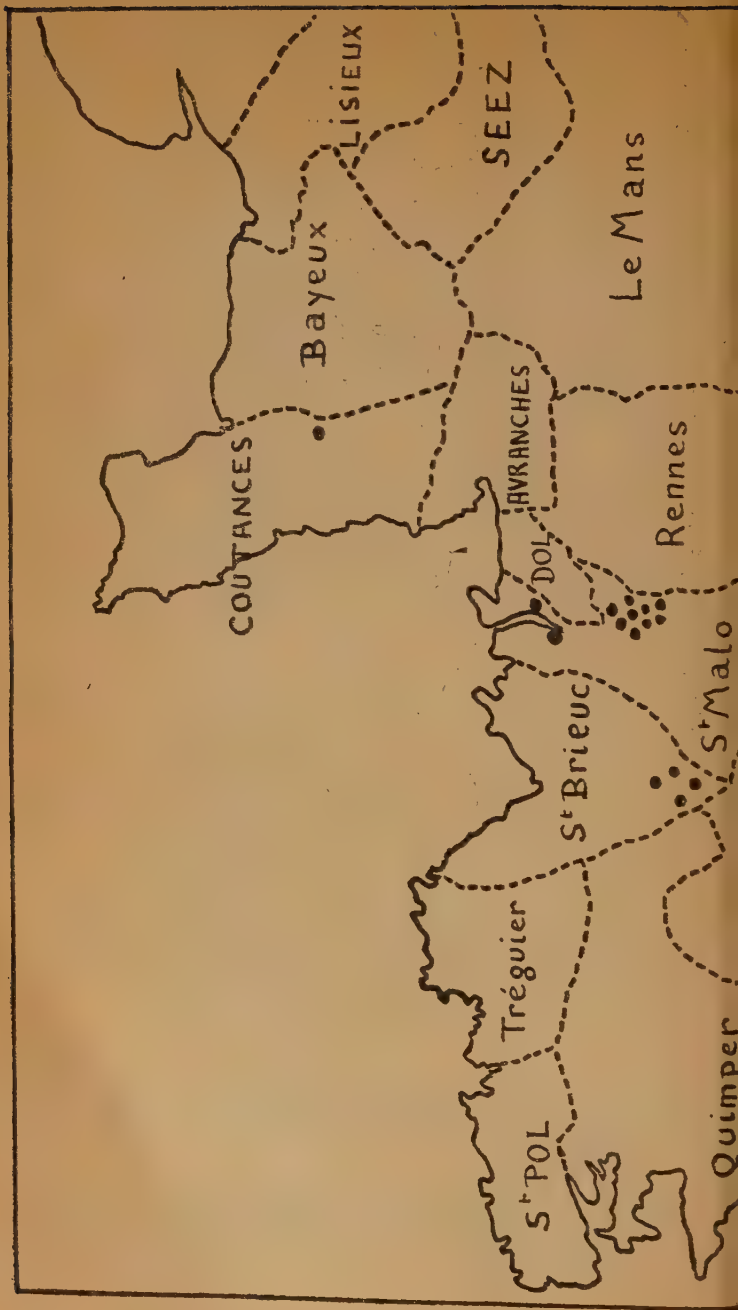 COUTANCES
Bayeux
LISIEUX
SEEZ
AVRANCHES
Le Mans
DOL
Rennes
St Malo
St Brieuc
Tréguier
St POL
Quimper